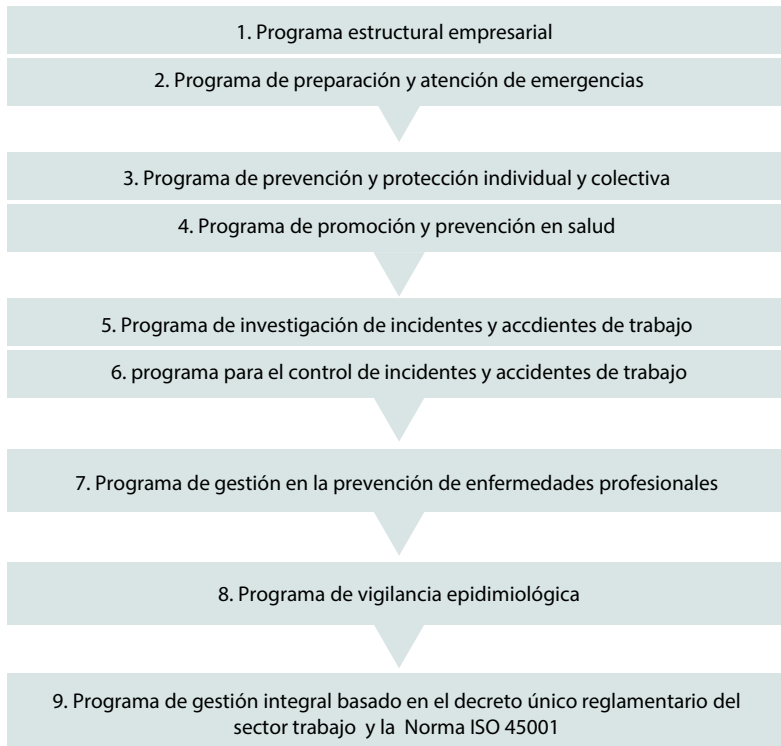 1. Programa estructural empresarial
2. Programa de preparación y atención de emergencias
3. Programa de prevención y protección individual y colectiva
4. Programa de promoción y prevención en salud
5. Programa de investigación de incidentes y accdientes de trabajo
6. programa para el control de incidentes y accidentes de trabajo
7. Programa de gestión en la prevención de enfermedades profesionales
8. Programa de vigilancia epidimiológica
9. Programa de gestión integral basado en el decreto único reglamentario del
sector trabajo y la Norma ISO 45001